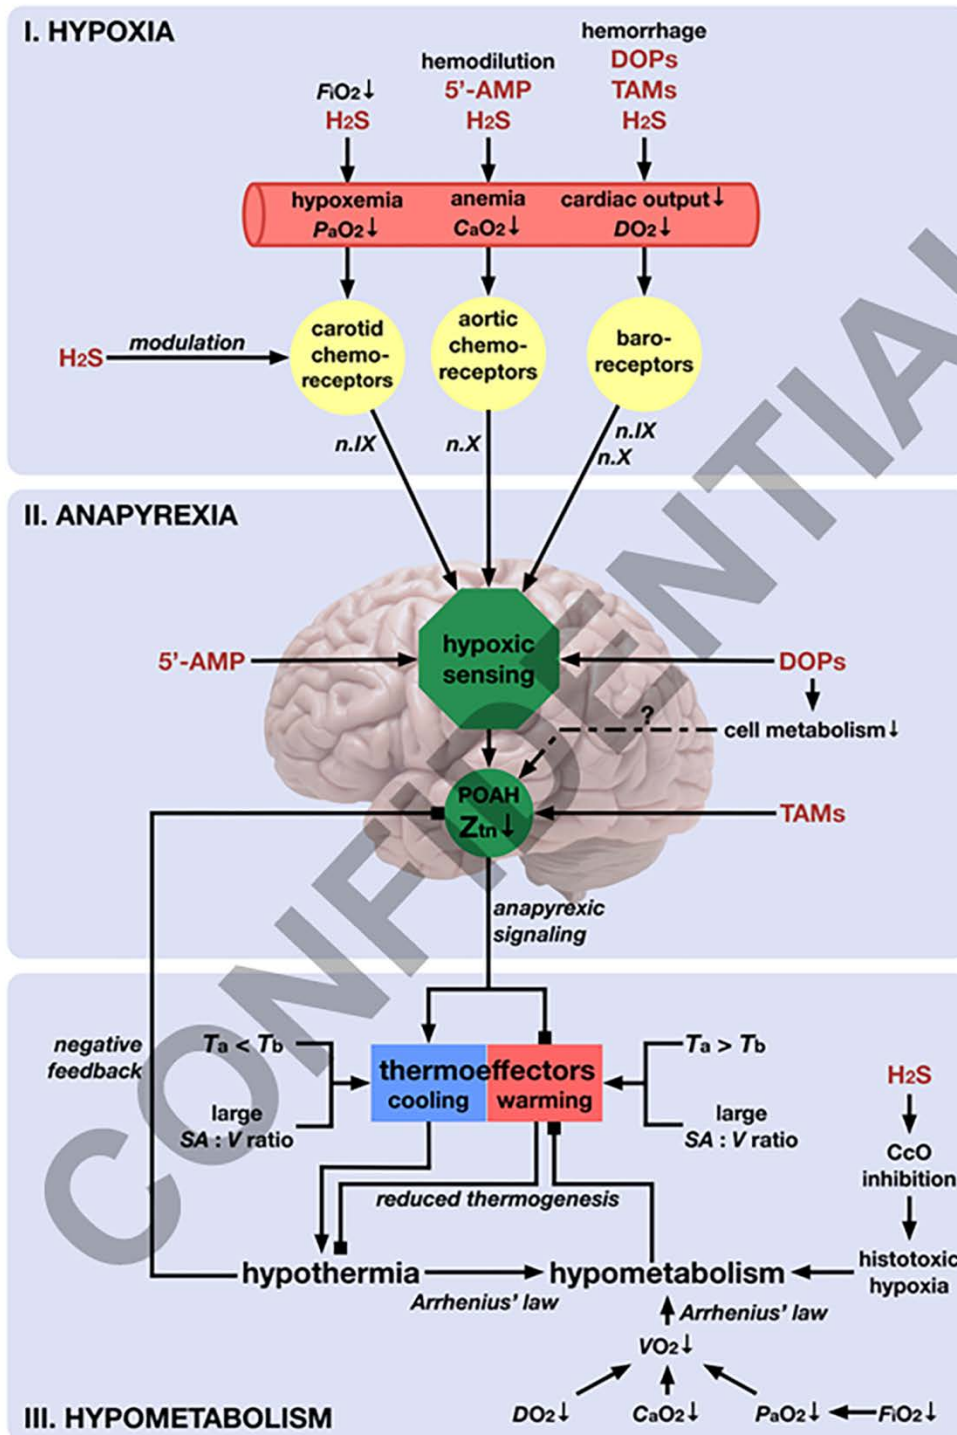 I. HYPOXIA
hemorrhage
DOPs
TAMs
H2S
hemodilution
5'-AMP
H2S
FiO2↓
H2S
hypoxemia
PaO2↓
anemia
CaO2↓
cardiac output↓
DO2↓
H2S
modulation
carotid
chemo-
receptors
aortic
chemo-
receptors
baro-
receptors
n.IX
n.X
n.IX
n.X
II. ANAPYREXIA
hypoxic
sensing
5'-AMP
DOPs
?
cell metabolism↓
POAH
Ztn↓
TAMs
anapyrexic
signaling
negative
feedback
Ta < Tb
large
SA : V ratio
thermoeffectors
cooling
warming
Ta > Tb
large
SA : V ratio
H2S
CcO
inhibition
histotoxic
hypoxia
reduced thermogenesis
hypothermia
hypometabolism
Arrhenius' law
Arrhenius' law
VO2↓
DO2↓
CaO2↓
PaO2↓
FiO2↓
III. HYPOMETABOLISM
CONFIDENTIAL